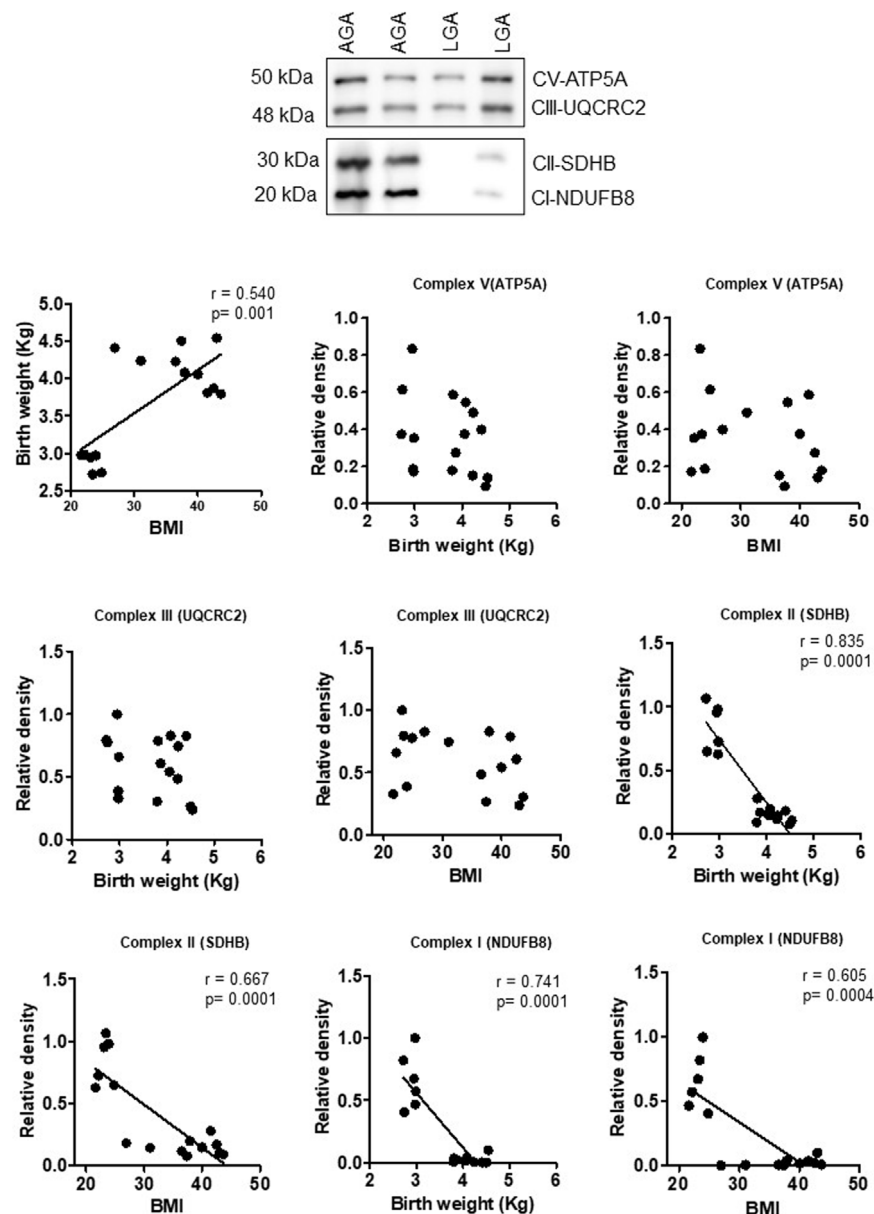 AGA AGA LGA LGA
50 kDa CV-ATP5A
48 kDa CIII-UQCRC2
30 kDa CII-SDHB
20 kDa CI-NDUFB8
r = 0.540
p= 0.001
Birth weight (Kg)
5.0
4.5
4.0
3.5
3.0
2.5
20 30 40 50
BMI
Complex V(ATP5A)
Relative density
1.0
0.8
0.6
0.4
0.2
0.0
2 3 4 5 6
Birth weight (Kg)
Complex V (ATP5A)
Relative density
1.0
0.8
0.6
0.4
0.2
0.0
20 30 40 50
BMI
Complex III (UQCRC2)
Relative density
1.5
1.0
0.5
0.0
2 3 4 5 6
Birth weight (Kg)
Complex III (UQCRC2)
Relative density
1.5
1.0
0.5
0.0
20 30 40 50
BMI
Complex II (SDHB)
r = 0.835
p= 0.0001
Relative density
1.5
1.0
0.5
0.0
2 3 4 5 6
Birth weight (Kg)
Complex II (SDHB)
r = 0.667
p= 0.0001
Relative density
1.5
1.0
0.5
0.0
20 30 40 50
BMI
Complex I (NDUFB8)
r = 0.741
p= 0.0001
Relative density
1.5
1.0
0.5
0.0
2 3 4 5 6
Birth weight (Kg)
Complex I (NDUFB8)
r = 0.605
p= 0.0004
Relative density
1.5
1.0
0.5
0.0
20 30 40 50
BMI